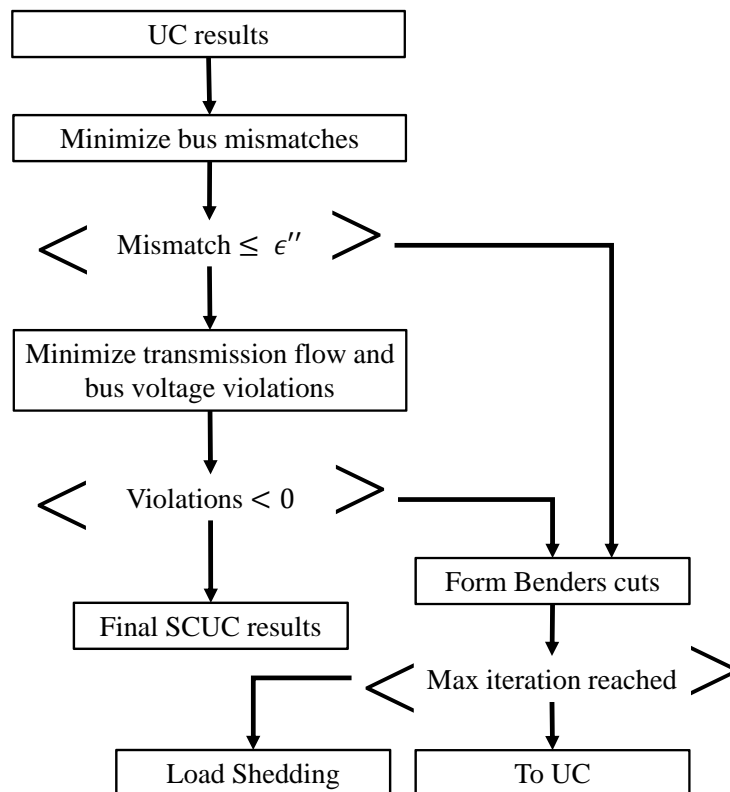 UC results
Minimize bus mismatches
Mismatch ≤ ϵ′′
Minimize transmission flow and
bus voltage violations
Violations < 0
Form Benders cuts
Final SCUC results
Max iteration reached
Load Shedding
To UC